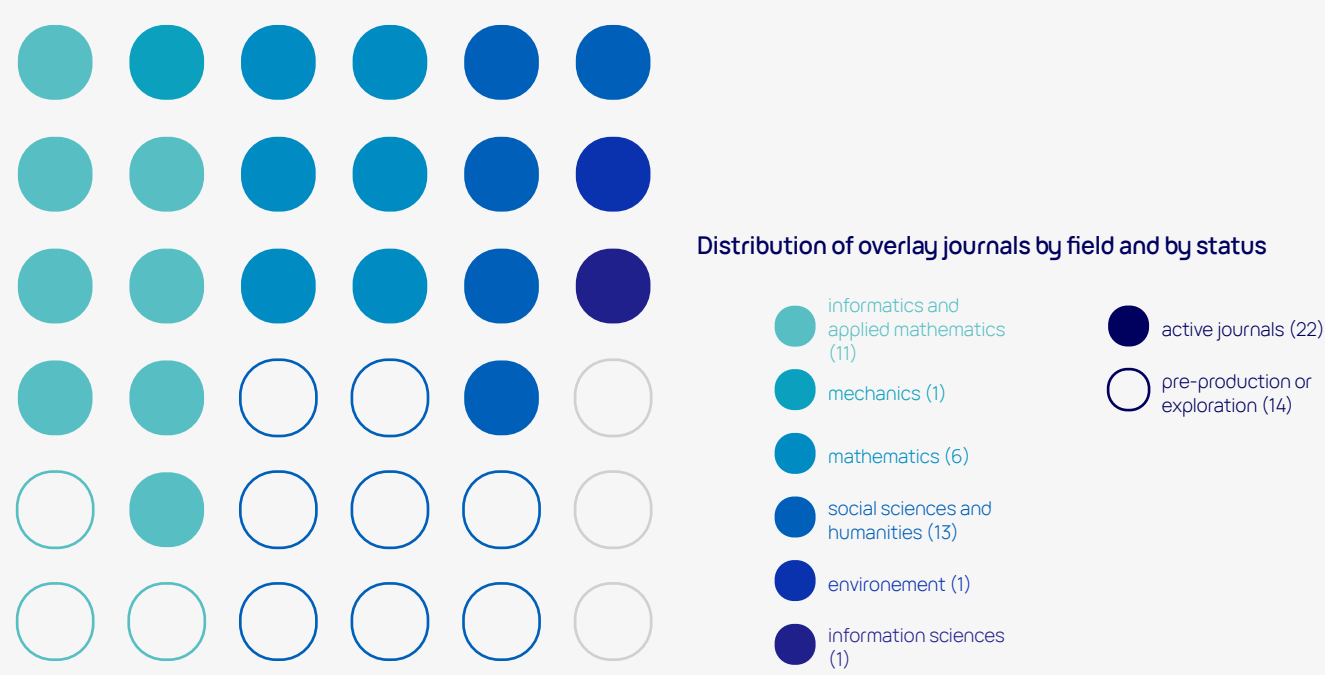 Distribution of overlay journals by field and by status
informatics and
applied mathematics
(11)
mechanics (1)
mathematics (6)
social sciences and
humanities (13)
environement (1)
information sciences
(1)
active journals (22)
pre-production or
exploration (14)